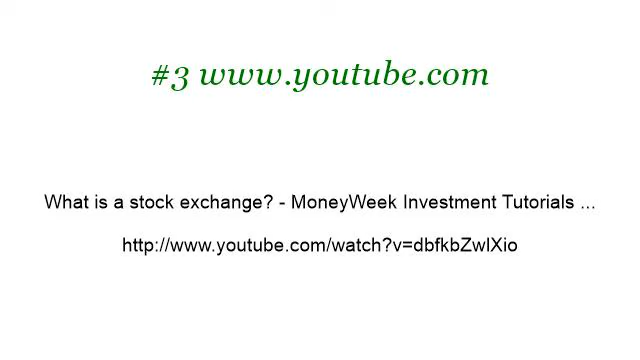 #3 www.youtube.com
What is a stock exchange? - MoneyWeek Investment Tutorials ...
http://www.youtube.com/watch?v=dbfkbZwlXio